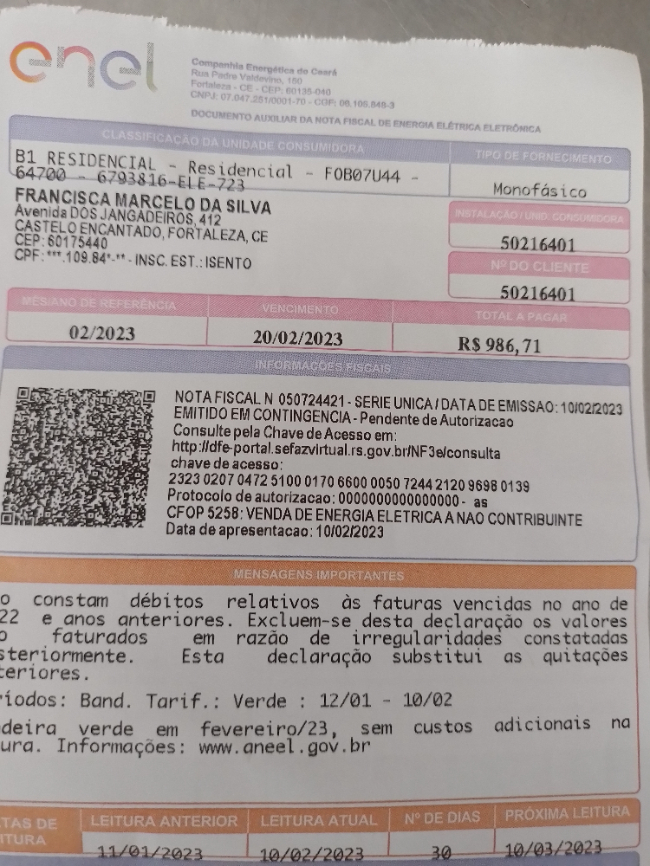 enel
Companhia Energética do Ceará
Rua Padre Valdevino, 150
Fortaleza - CE - CEP: 60135-040
CNPJ: 07.047.251/0001-70 - CGF: 06.105.848-3
DOCUMENTO AUXILIAR DA NOTA FISCAL DE ENERGIA ELÉTRICA ELETRÔNICA
CLASSIFICAÇÃO DA UNIDADE CONSUMIDORA
TIPO DE FORNECIMENTO
B1 RESIDENCIAL - Residencial - F0B07U44 -
64700 - 6793816-ELE-723
Monofásico
FRANCISCA MARCELO DA SILVA
Avenida DOS JANGADEIROS, 412
CASTELO ENCANTADO, FORTALEZA, CE
CEP: 60175440
CPF: ***.109.84*-** - INSC. EST.: ISENTO
INSTALAÇÃO / UNID. CONSUMIDORA
50216401
Nº DO CLIENTE
50216401
MÊS/ANO DE REFERÊNCIA
VENCIMENTO
TOTAL A PAGAR
02/2023
20/02/2023
R$ 986,71
INFORMAÇÕES FISCAIS
NOTA FISCAL N 050724421 - SERIE UNICA / DATA DE EMISSAO: 10/02/2023
EMITIDO EM CONTINGENCIA - Pendente de Autorizacao
Consulte pela Chave de Acesso em:
http://dfe-portal.sefazvirtual.rs.gov.br/NF3e/consulta
chave de acesso:
2323 0207 0472 5100 0170 6600 0050 7244 2120 9698 0139
Protocolo de autorizacao: 0000000000000000 - as
CFOP 5258: VENDA DE ENERGIA ELETRICA A NAO CONTRIBUINTE
Data de apresentacao: 10/02/2023
MENSAGENS IMPORTANTES
o constam débitos relativos às faturas vencidas no ano de
22 e anos anteriores. Excluem-se desta declaração os valores
o faturados em razão de irregularidades constatadas
steriormente. Esta declaração substitui as quitações
teriores.
ríodos: Band. Tarif.: Verde : 12/01 - 10/02
deira verde em fevereiro/23, sem custos adicionais na
ura. Informações: www.aneel.gov.br
TAS DE
ITURA
LEITURA ANTERIOR
LEITURA ATUAL
Nº DE DIAS
PRÓXIMA LEITURA
11/01/2023
10/02/2023
30
10/03/2023